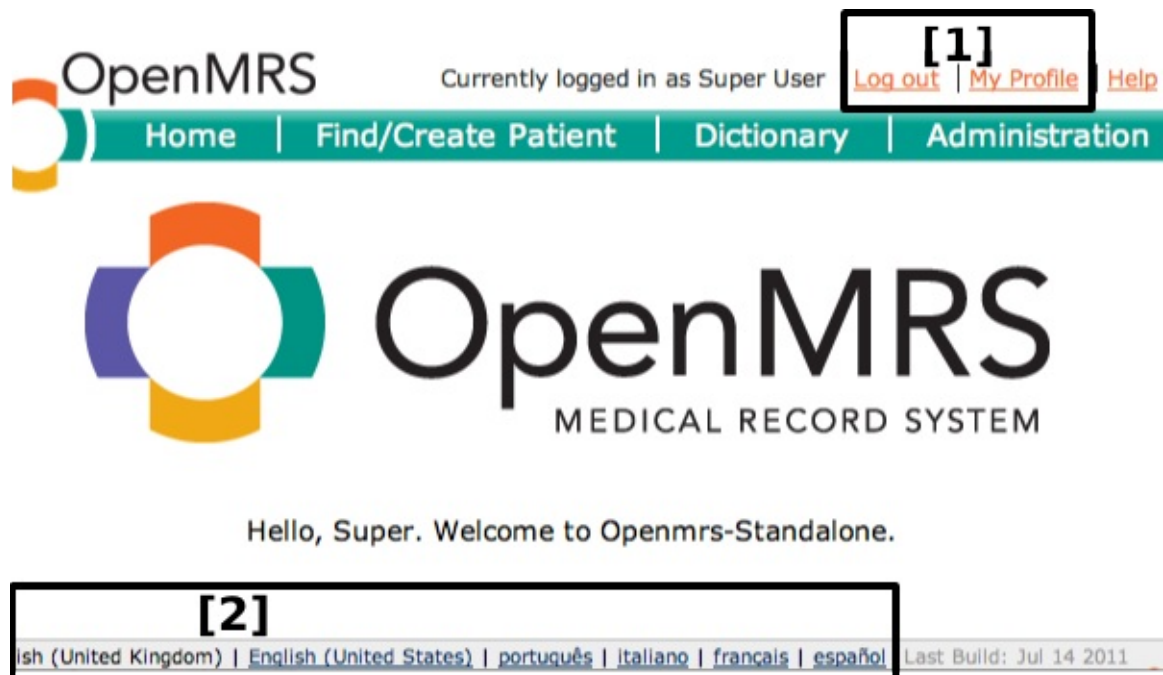 [1]
OpenMRS Currently logged in as Super User Log out | My Profile | Help
Home | Find/Create Patient | Dictionary | Administration
OpenMRS
MEDICAL RECORD SYSTEM
Hello, Super. Welcome to Openmrs-Standalone.
[2]
ish (United Kingdom) | English (United States) | português | italiano | français | español Last Build: Jul 14 2011